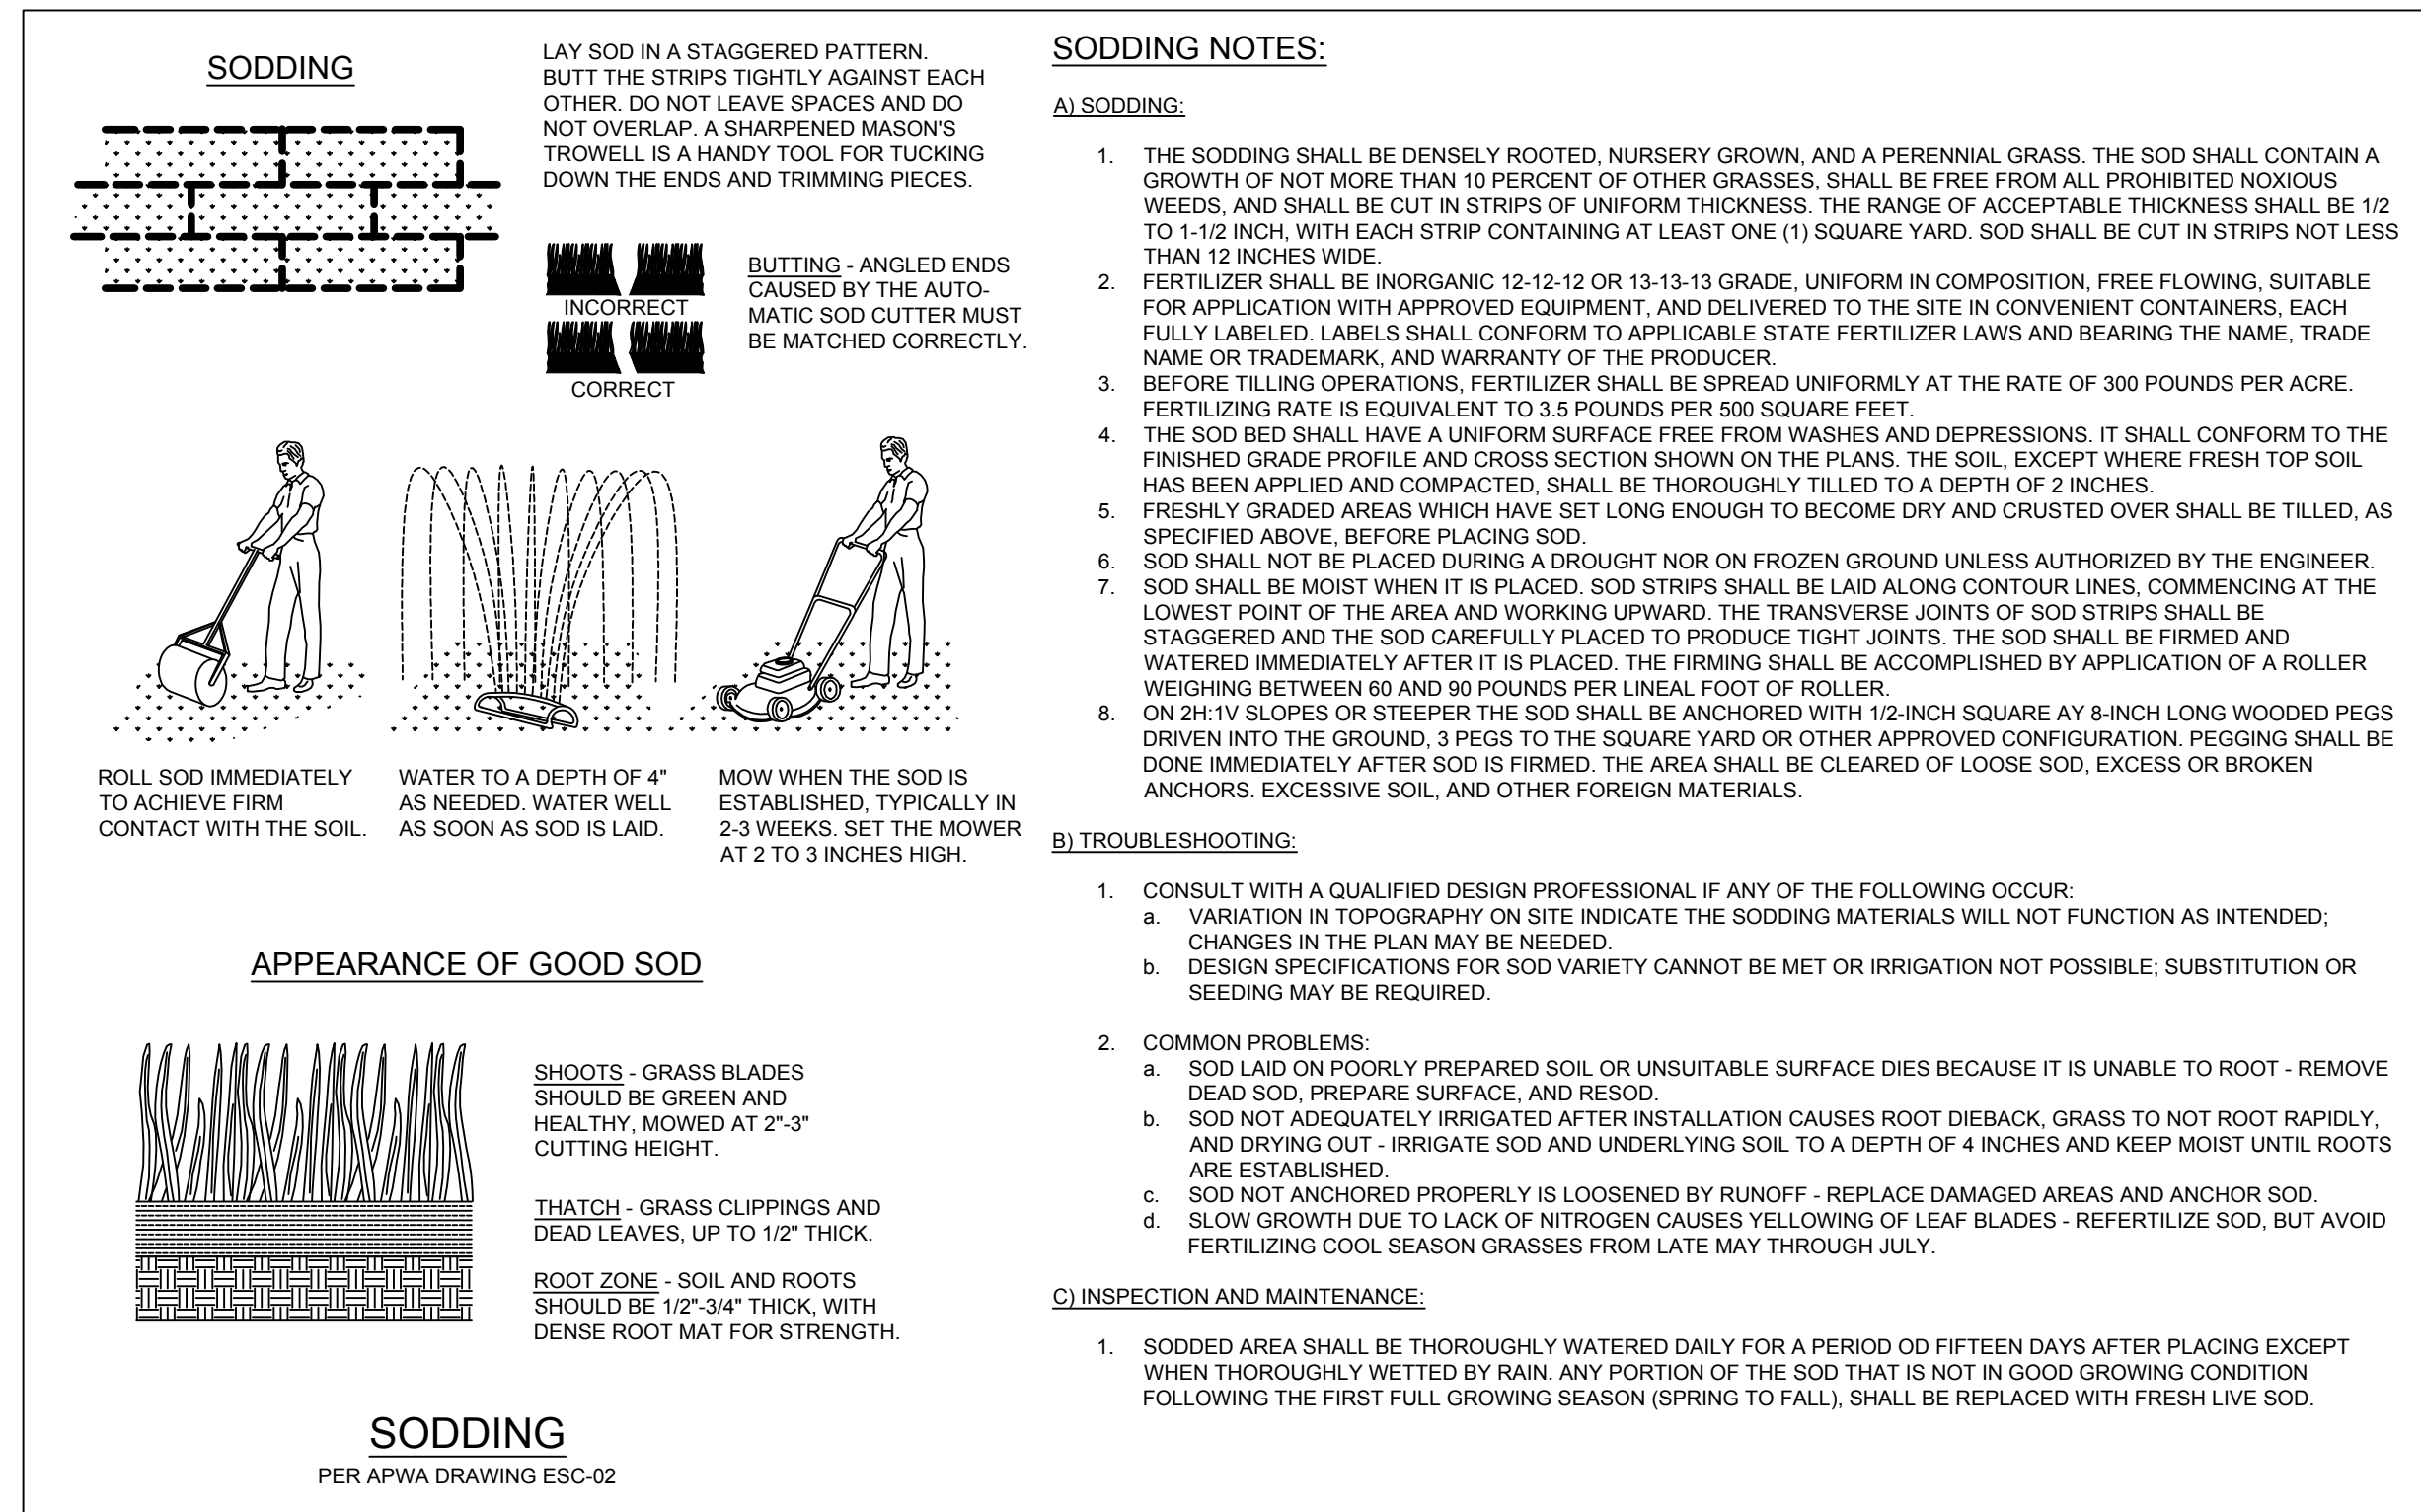 SODDING
LAY SOD IN A STAGGERED PATTERN.
BUTT THE STRIPS TIGHTLY AGAINST EACH
OTHER. DO NOT LEAVE SPACES AND DO
NOT OVERLAP. A SHARPENED MASON'S
TROWELL IS A HANDY TOOL FOR TUCKING
DOWN THE ENDS AND TRIMMING PIECES.
INCORRECT
CORRECT
BUTTING - ANGLED ENDS
CAUSED BY THE AUTO-
MATIC SOD CUTTER MUST
BE MATCHED CORRECTLY.
ROLL SOD IMMEDIATELY
TO ACHIEVE FIRM
CONTACT WITH THE SOIL.
WATER TO A DEPTH OF 4"
AS NEEDED. WATER WELL
AS SOON AS SOD IS LAID.
MOW WHEN THE SOD IS
ESTABLISHED, TYPICALLY IN
2-3 WEEKS. SET THE MOWER
AT 2 TO 3 INCHES HIGH.
APPEARANCE OF GOOD SOD
SHOOTS - GRASS BLADES
SHOULD BE GREEN AND
HEALTHY, MOWED AT 2"-3"
CUTTING HEIGHT.
THATCH - GRASS CLIPPINGS AND
DEAD LEAVES, UP TO 1/2" THICK.
ROOT ZONE - SOIL AND ROOTS
SHOULD BE 1/2"-3/4" THICK, WITH
DENSE ROOT MAT FOR STRENGTH.
SODDING
PER APWA DRAWING ESC-02
SODDING NOTES:
A) SODDING:
1. THE SODDING SHALL BE DENSELY ROOTED, NURSERY GROWN, AND A PERENNIAL GRASS. THE SOD SHALL CONTAIN A
GROWTH OF NOT MORE THAN 10 PERCENT OF OTHER GRASSES, SHALL BE FREE FROM ALL PROHIBITED NOXIOUS
WEEDS, AND SHALL BE CUT IN STRIPS OF UNIFORM THICKNESS. THE RANGE OF ACCEPTABLE THICKNESS SHALL BE 1/2
TO 1-1/2 INCH, WITH EACH STRIP CONTAINING AT LEAST ONE (1) SQUARE YARD. SOD SHALL BE CUT IN STRIPS NOT LESS
THAN 12 INCHES WIDE.
2. FERTILIZER SHALL BE INORGANIC 12-12-12 OR 13-13-13 GRADE, UNIFORM IN COMPOSITION, FREE FLOWING, SUITABLE
FOR APPLICATION WITH APPROVED EQUIPMENT, AND DELIVERED TO THE SITE IN CONVENIENT CONTAINERS, EACH
FULLY LABELED. LABELS SHALL CONFORM TO APPLICABLE STATE FERTILIZER LAWS AND BEARING THE NAME, TRADE
NAME OR TRADEMARK, AND WARRANTY OF THE PRODUCER.
3. BEFORE TILLING OPERATIONS, FERTILIZER SHALL BE SPREAD UNIFORMLY AT THE RATE OF 300 POUNDS PER ACRE.
FERTILIZING RATE IS EQUIVALENT TO 3.5 POUNDS PER 500 SQUARE FEET.
4. THE SOD BED SHALL HAVE A UNIFORM SURFACE FREE FROM WASHES AND DEPRESSIONS. IT SHALL CONFORM TO THE
FINISHED GRADE PROFILE AND CROSS SECTION SHOWN ON THE PLANS. THE SOIL, EXCEPT WHERE FRESH TOP SOIL
HAS BEEN APPLIED AND COMPACTED, SHALL BE THOROUGHLY TILLED TO A DEPTH OF 2 INCHES.
5. FRESHLY GRADED AREAS WHICH HAVE SET LONG ENOUGH TO BECOME DRY AND CRUSTED OVER SHALL BE TILLED, AS
SPECIFIED ABOVE, BEFORE PLACING SOD.
6. SOD SHALL NOT BE PLACED DURING A DROUGHT NOR ON FROZEN GROUND UNLESS AUTHORIZED BY THE ENGINEER.
7. SOD SHALL BE MOIST WHEN IT IS PLACED. SOD STRIPS SHALL BE LAID ALONG CONTOUR LINES, COMMENCING AT THE
LOWEST POINT OF THE AREA AND WORKING UPWARD. THE TRANSVERSE JOINTS OF SOD STRIPS SHALL BE
STAGGERED AND THE SOD CAREFULLY PLACED TO PRODUCE TIGHT JOINTS. THE SOD SHALL BE FIRMED AND
WATERED IMMEDIATELY AFTER IT IS PLACED. THE FIRMING SHALL BE ACCOMPLISHED BY APPLICATION OF A ROLLER
WEIGHING BETWEEN 60 AND 90 POUNDS PER LINEAL FOOT OF ROLLER.
8. ON 2H:1V SLOPES OR STEEPER THE SOD SHALL BE ANCHORED WITH 1/2-INCH SQUARE AY 8-INCH LONG WOODED PEGS
DRIVEN INTO THE GROUND, 3 PEGS TO THE SQUARE YARD OR OTHER APPROVED CONFIGURATION. PEGGING SHALL BE
DONE IMMEDIATELY AFTER SOD IS FIRMED. THE AREA SHALL BE CLEARED OF LOOSE SOD, EXCESS OR BROKEN
ANCHORS. EXCESSIVE SOIL, AND OTHER FOREIGN MATERIALS.
B) TROUBLESHOOTING:
1. CONSULT WITH A QUALIFIED DESIGN PROFESSIONAL IF ANY OF THE FOLLOWING OCCUR:
a. VARIATION IN TOPOGRAPHY ON SITE INDICATE THE SODDING MATERIALS WILL NOT FUNCTION AS INTENDED;
CHANGES IN THE PLAN MAY BE NEEDED.
b. DESIGN SPECIFICATIONS FOR SOD VARIETY CANNOT BE MET OR IRRIGATION NOT POSSIBLE; SUBSTITUTION OR
SEEDING MAY BE REQUIRED.
2. COMMON PROBLEMS:
a. SOD LAID ON POORLY PREPARED SOIL OR UNSUITABLE SURFACE DIES BECAUSE IT IS UNABLE TO ROOT - REMOVE
DEAD SOD, PREPARE SURFACE, AND RESOD.
b. SOD NOT ADEQUATELY IRRIGATED AFTER INSTALLATION CAUSES ROOT DIEBACK, GRASS TO NOT ROOT RAPIDLY,
AND DRYING OUT - IRRIGATE SOD AND UNDERLYING SOIL TO A DEPTH OF 4 INCHES AND KEEP MOIST UNTIL ROOTS
ARE ESTABLISHED.
c. SOD NOT ANCHORED PROPERLY IS LOOSENED BY RUNOFF - REPLACE DAMAGED AREAS AND ANCHOR SOD.
d. SLOW GROWTH DUE TO LACK OF NITROGEN CAUSES YELLOWING OF LEAF BLADES - REFERTILIZE SOD, BUT AVOID
FERTILIZING COOL SEASON GRASSES FROM LATE MAY THROUGH JULY.
C) INSPECTION AND MAINTENANCE:
1. SODDED AREA SHALL BE THOROUGHLY WATERED DAILY FOR A PERIOD OD FIFTEEN DAYS AFTER PLACING EXCEPT
WHEN THOROUGHLY WETTED BY RAIN. ANY PORTION OF THE SOD THAT IS NOT IN GOOD GROWING CONDITION
FOLLOWING THE FIRST FULL GROWING SEASON (SPRING TO FALL), SHALL BE REPLACED WITH FRESH LIVE SOD.